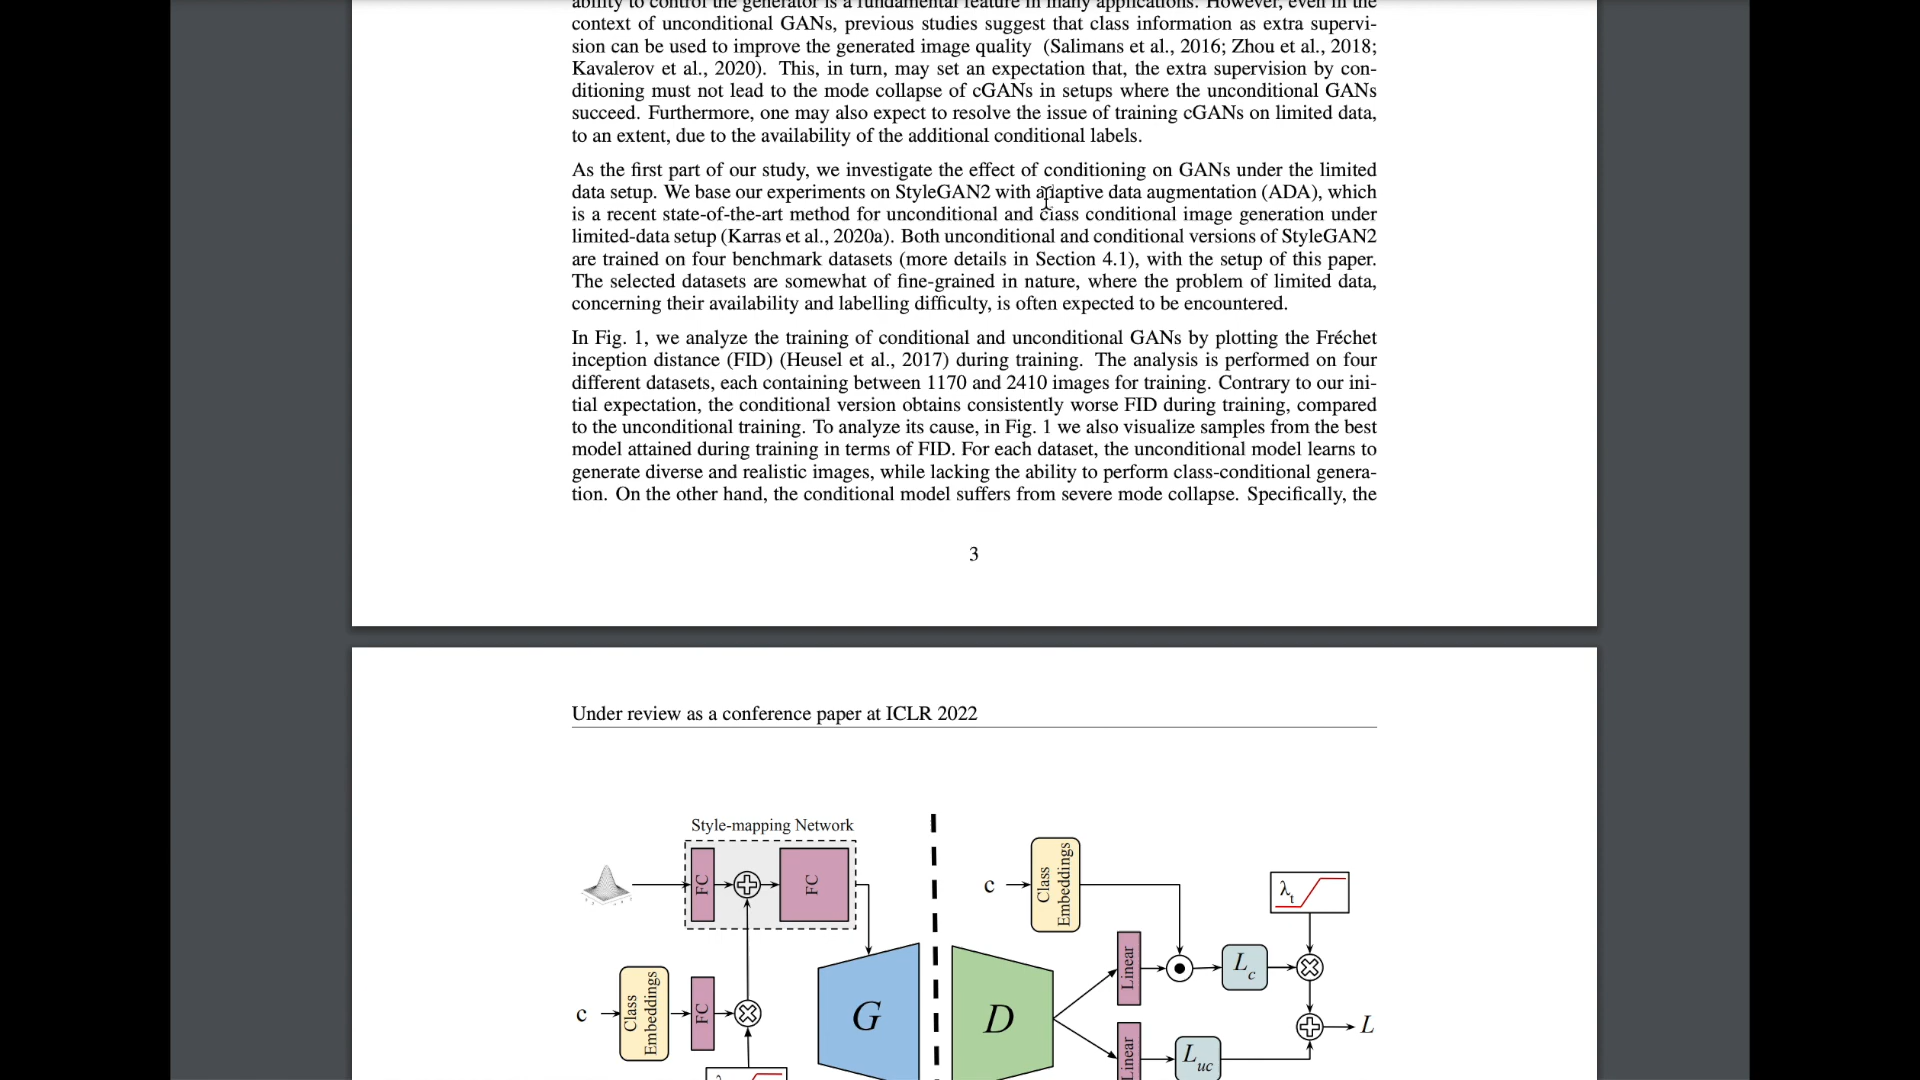 ability to control the generator is a fundamental feature in many applications. However, even in the
context of unconditional GANs, previous studies suggest that class information as extra supervi-
sion can be used to improve the generated image quality (Salimans et al., 2016; Zhou et al., 2018;
Kavalerov et al., 2020). This, in turn, may set an expectation that, the extra supervision by con-
ditioning must not lead to the mode collapse of cGANs in setups where the unconditional GANs
succeed. Furthermore, one may also expect to resolve the issue of training cGANs on limited data,
to an extent, due to the availability of the additional conditional labels.
As the first part of our study, we investigate the effect of conditioning on GANs under the limited
data setup. We base our experiments on StyleGAN2 with adaptive data augmentation (ADA), which
is a recent state-of-the-art method for unconditional and class conditional image generation under
limited-data setup (Karras et al., 2020a). Both unconditional and conditional versions of StyleGAN2
are trained on four benchmark datasets (more details in Section 4.1), with the setup of this paper.
The selected datasets are somewhat of fine-grained in nature, where the problem of limited data,
concerning their availability and labelling difficulty, is often expected to be encountered.
In Fig. 1, we analyze the training of conditional and unconditional GANs by plotting the Fréchet
inception distance (FID) (Heusel et al., 2017) during training. The analysis is performed on four
different datasets, each containing between 1170 and 2410 images for training. Contrary to our ini-
tial expectation, the conditional version obtains consistently worse FID during training, compared
to the unconditional training. To analyze its cause, in Fig. 1 we also visualize samples from the best
model attained during training in terms of FID. For each dataset, the unconditional model learns to
generate diverse and realistic images, while lacking the ability to perform class-conditional genera-
tion. On the other hand, the conditional model suffers from severe mode collapse. Specifically, the
3
Under review as a conference paper at ICLR 2022
Style-mapping Network
FC
FC
c
Class
Embeddings
FC
G
c
Class
Embeddings
λt
D
Linear
Lc
L
Linear
Luc